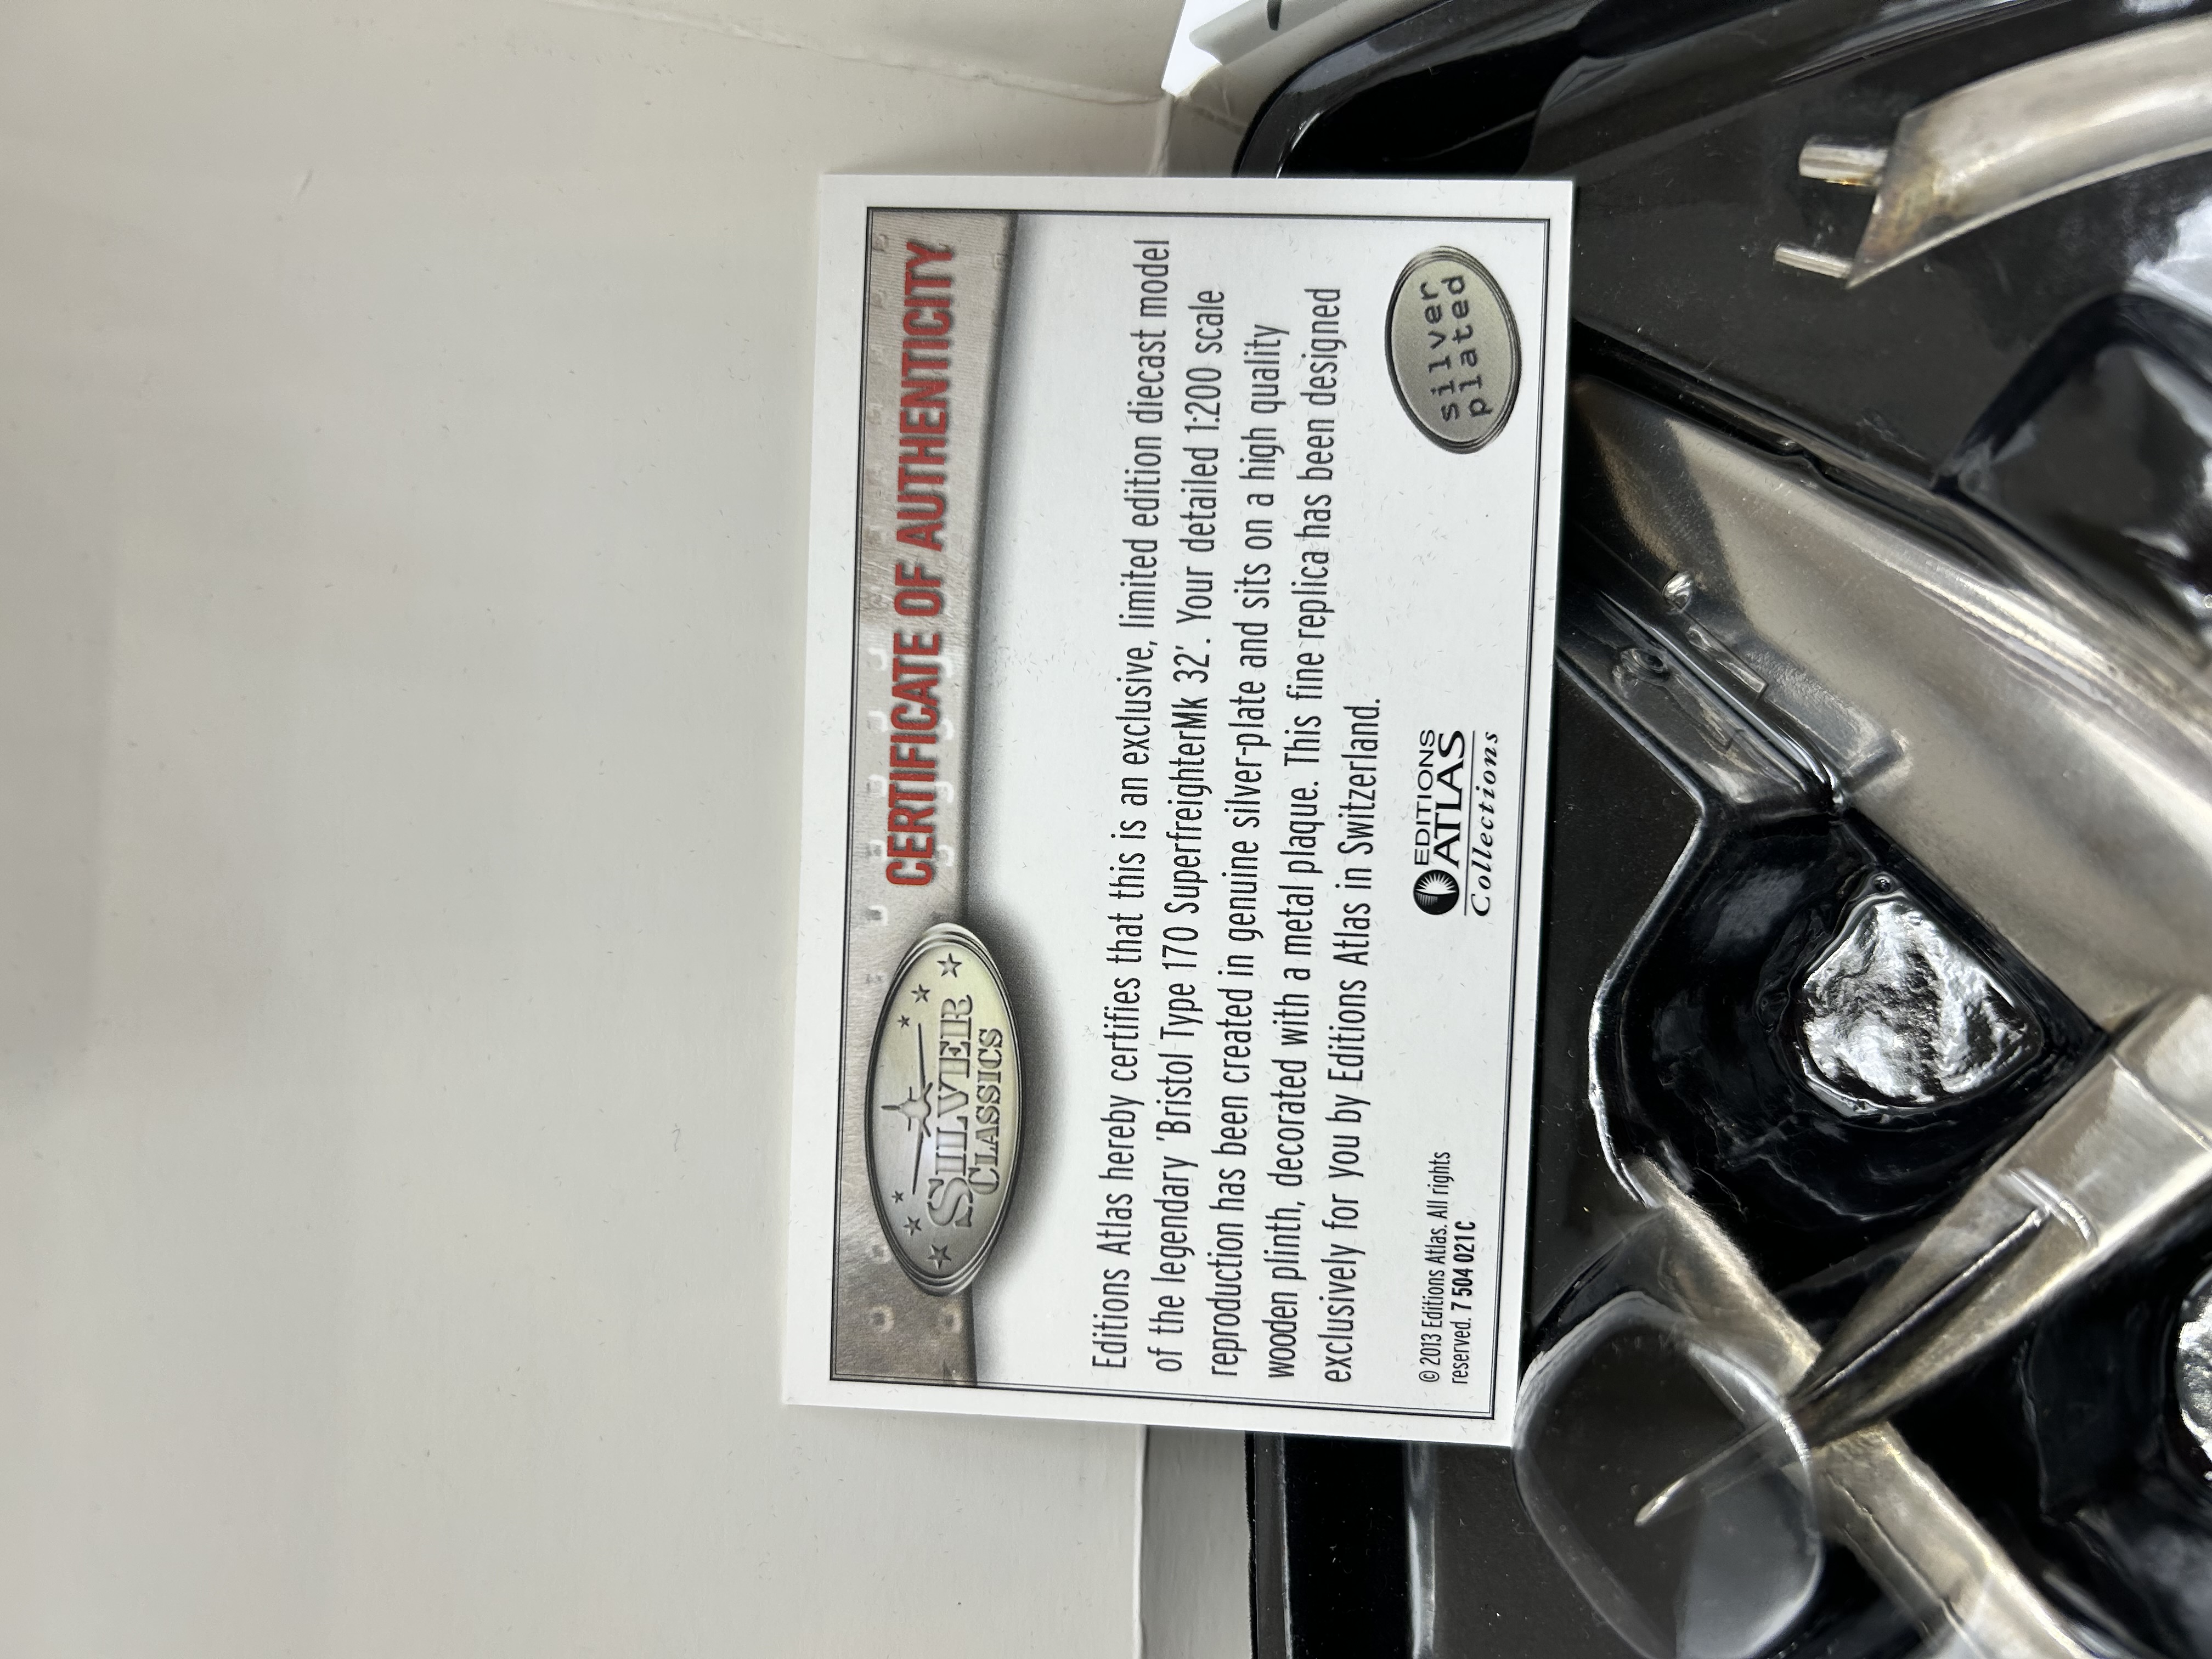 SILVER
CLASSICS
CERTIFICATE OF AUTHENTICITY
Editions Atlas hereby certifies that this is an exclusive, limited edition diecast model
of the legendary 'Bristol Type 170 SuperfreighterMk 32'. Your detailed 1:200 scale
reproduction has been created in genuine silver-plate and sits on a high quality
wooden plinth, decorated with a metal plaque. This fine replica has been designed
exclusively for you by Editions Atlas in Switzerland.
© 2013 Editions Atlas. All rights
reserved. 7 504 021C
EDITIONS
ATLAS
Collections
silver
plated